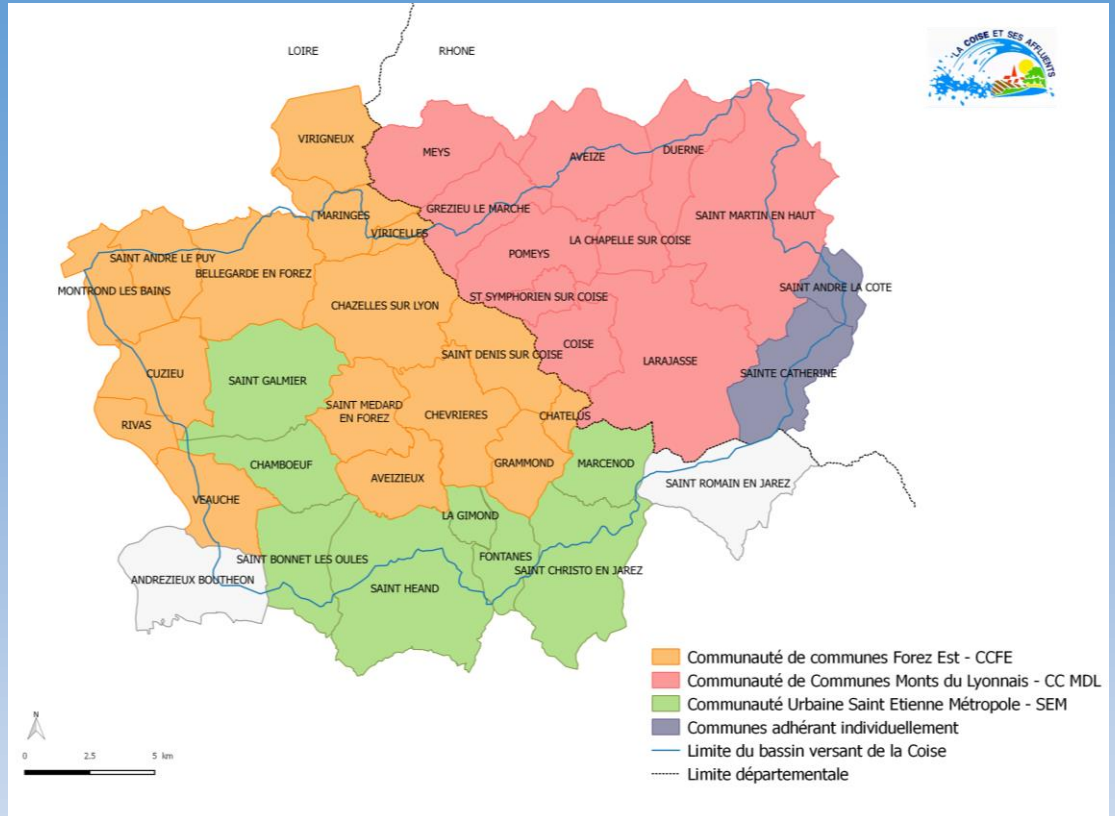 LOIRE
RHONE
"LA COISE ET SES AFFLUENTS
VIRIGNEUX
MEYS
AVEIZE
DUERNE
MARINGES
GREZIEU LE MARCHE
SAINT MARTIN EN HAUT
VIRICELLES
SAINT ANDRE LE PUY
BELLEGARDE EN FOREZ
POMEYS
LA CHAPELLE SUR COISE
MONTROND LES BAINS
SAINT ANDRE LA COTE
CHAZELLES SUR LYON
ST SYMPHORIEN SUR COISE
SAINT DENIS SUR COISE
COISE
LARAJASSE
CUZIEU
SAINT GALMIER
SAINTE CATHERINE
SAINT MEDARD
EN FOREZ
CHEVRIERES
CHATELUS
RIVAS
CHAMBOEUF
AVEIZIEUX
GRAMMOND
MARCENOD
SAINT ROMAIN EN JAREZ
VEAUCHE
LA GIMOND
SAINT BONNET LES OULES
FONTANES
SAINT CHRISTO EN JAREZ
ANDREZIEUX BOUTHEON
SAINT HEAND
Communauté de communes Forez Est - CCFE
Communauté de Communes Monts du Lyonnais - CC MDL
Communauté Urbaine Saint Etienne Métropole - SEM
Communes adhérant individuellement
Limite du bassin versant de la Coise
Limite départementale
N
0 2.5 5 km